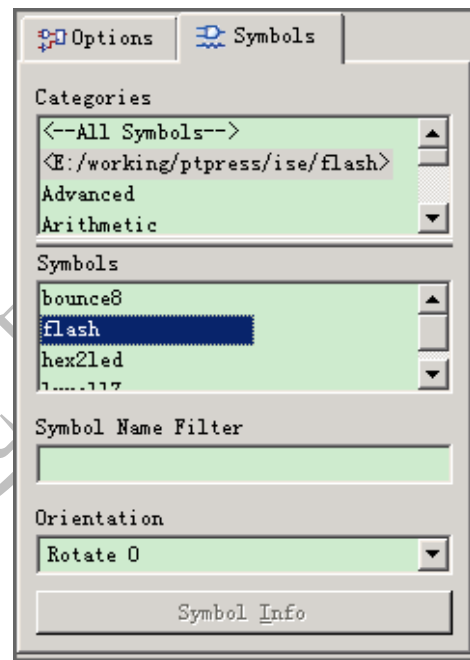 Options Symbols
Categories
<--All Symbols-->
<E:/working/ptpress/ise/flash>
Advanced
Arithmetic
Symbols
bounce8
flash
hex2led
Symbol Name Filter
Orientation
Rotate 0
Symbol Info